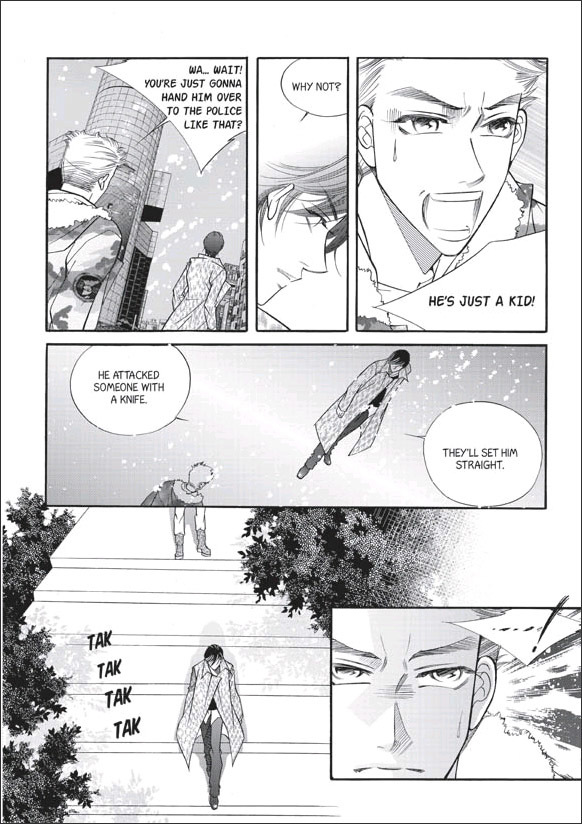 WA... WAIT!
YOU'RE JUST GONNA
HAND HIM OVER
TO THE POLICE
LIKE THAT?
WHY NOT?
HE'S JUST A KID!
HE ATTACKED
SOMEONE WITH
A KNIFE.
THEY'LL SET HIM
STRAIGHT.
TAK
TAK
TAK
TAK
...!